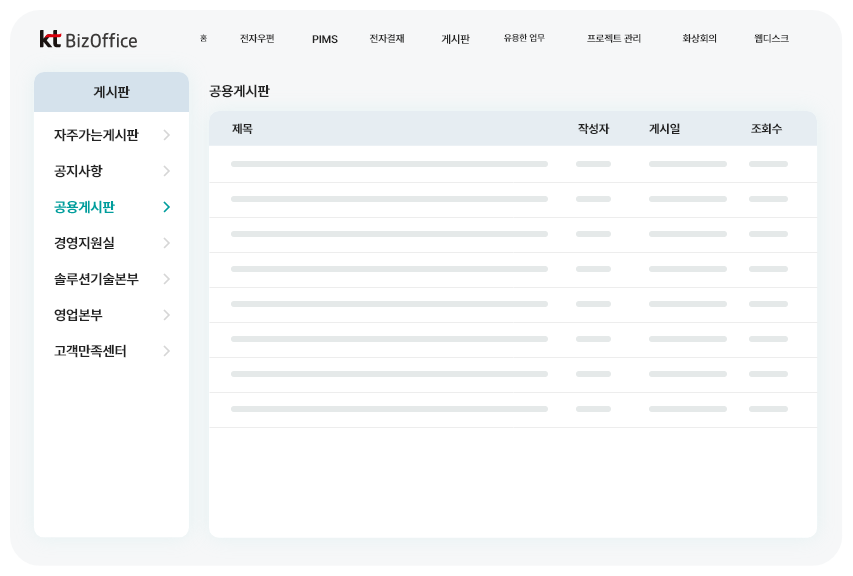 kt BizOffice 홈 전자우편 PIMS 전자결재 게시판 유용한 업무 프로젝트 관리 화상회의 웹디스크
게시판
자주가는게시판
공지사항
공용게시판
경영지원실
솔루션기술본부
영업본부
고객만족센터
공용게시판
제목 작성자 게시일 조회수